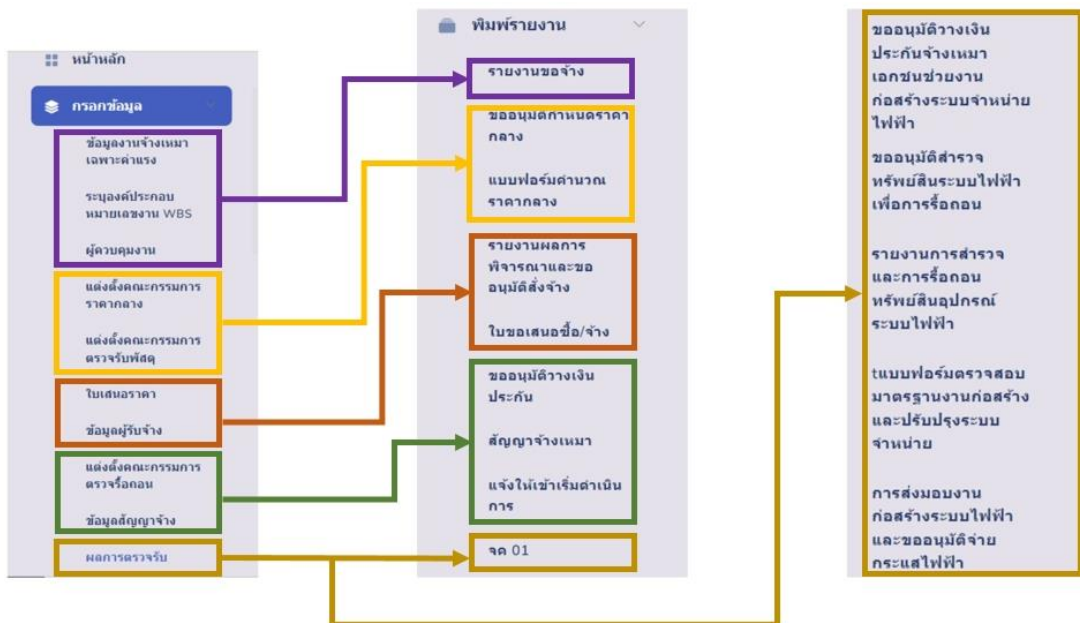 หน้าหลัก
กรอกข้อมูล
ข้อมูลงานจ้างเหมา
เฉพาะค่าแรง
ระบุองค์ประกอบ
หมายเลขงาน WBS
ผู้ควบคุมงาน
แต่งตั้งคณะกรรมการ
ราคากลาง
แต่งตั้งคณะกรรมการ
ตรวจรับพัสดุ
ใบเสนอราคา
ข้อมูลผู้รับจ้าง
แต่งตั้งคณะกรรมการ
ตรวจรื้อถอน
ข้อมูลสัญญาจ้าง
ผลการตรวจรับ
พิมพ์รายงาน
รายงานขอจ้าง
ขออนุมัติกำหนดราคา
กลาง
แบบฟอร์มคำนวณ
ราคากลาง
รายงานผลการ
พิจารณาและขอ
อนุมัติสั่งจ้าง
ใบขอเสนอซื้อ/จ้าง
ขออนุมัติวางเงิน
ประกัน
สัญญาจ้างเหมา
แจ้งให้เข้าเริ่มดำเนิน
การ
จด 01
ขออนุมัติวางเงิน
ประกันจ้างเหมา
เอกชนช่วยงาน
ก่อสร้างระบบจำหน่าย
ไฟฟ้า
ขออนุมัติสำรวจ
ทรัพย์สินระบบไฟฟ้า
เพื่อการรื้อถอน
รายงานการสำรวจ
และการรื้อถอน
ทรัพย์สินอุปกรณ์
ระบบไฟฟ้า
tแบบฟอร์มตรวจสอบ
มาตรฐานงานก่อสร้าง
และปรับปรุงระบบ
จำหน่าย
การส่งมอบงาน
ก่อสร้างระบบไฟฟ้า
และขออนุมัติจ่าย
กระแสไฟฟ้า